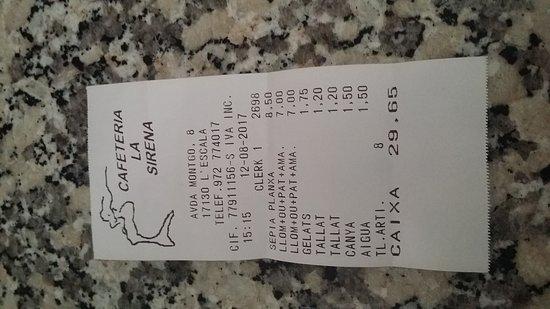 CAFETERIA
LA
SIRENA
AVDA MONTGO. 8
17130 L'ESCALA
TELEF.972 774017
CIF. 77911156-S IVA INC.
15:15 12-08-2017
CLERK 1 2698
SEPIA PLANXA 8,50
LLOM+OU+PAT+AMA. 7,00
LLOM+OU+PAT+AMA. 7,00
GELATS 1,75
TALLAT 1,20
TALLAT 1,20
CANYA 1,50
AIGUA 1,50
TL.ARTI. 8
CAIXA 29,65